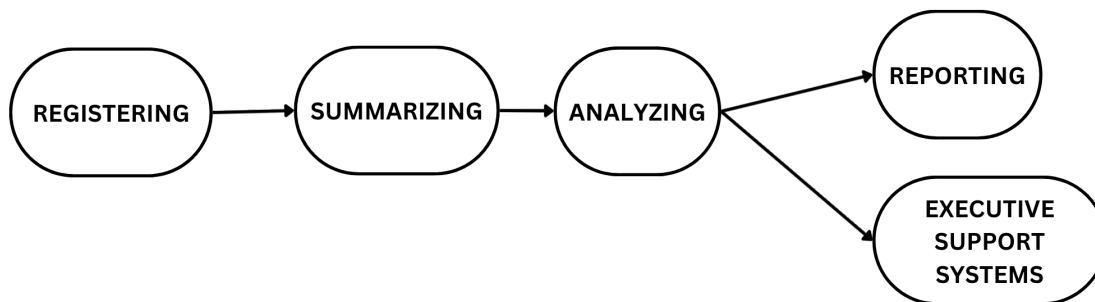 REGISTERING
SUMMARIZING
ANALYZING
REPORTING
EXECUTIVE
SUPPORT
SYSTEMS